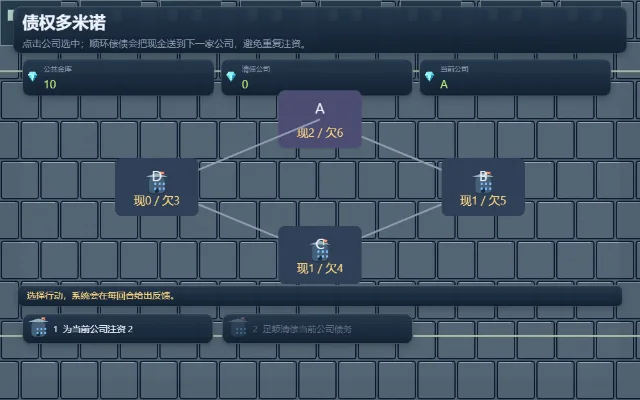 债权多米诺
点击公司选中；顺环偿债会把现金送到下一家公司，避免重复注资。
公共金库
10
清偿公司
0
当前公司
A
A
现2 / 欠6
D
现0 / 欠3
B
现1 / 欠5
C
现1 / 欠4
选择行动，系统会在每回合给出反馈。
1 为当前公司注资 2
2 足额清偿当前公司债务